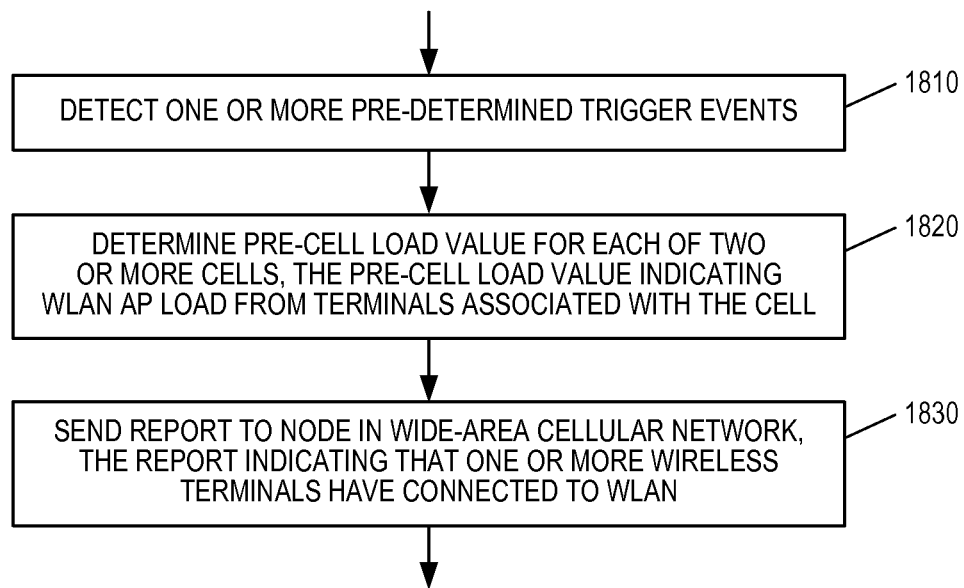 DETECT ONE OR MORE PRE-DETERMINED TRIGGER EVENTS
1810
DETERMINE PRE-CELL LOAD VALUE FOR EACH OF TWO
OR MORE CELLS, THE PRE-CELL LOAD VALUE INDICATING
WLAN AP LOAD FROM TERMINALS ASSOCIATED WITH THE CELL
1820
SEND REPORT TO NODE IN WIDE-AREA CELLULAR NETWORK,
THE REPORT INDICATING THAT ONE OR MORE WIRELESS
TERMINALS HAVE CONNECTED TO WLAN
1830